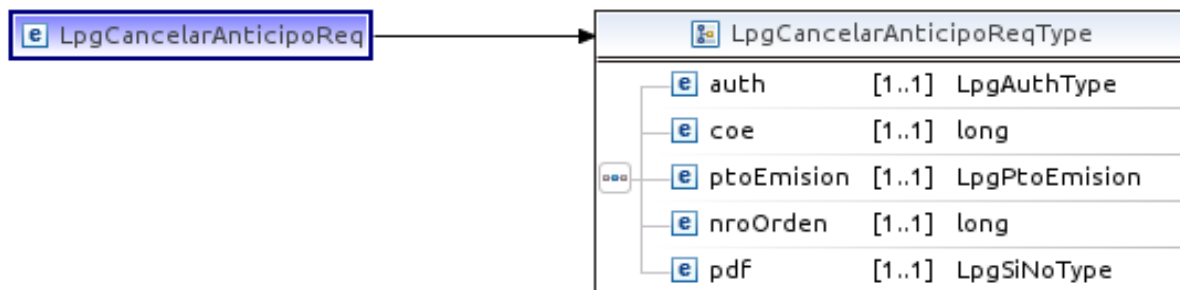 e LpgCancelarAnticipoReq
LpgCancelarAnticipoReqType
e auth [1..1] LpgAuthType
e coe [1..1] long
e ptoEmision [1..1] LpgPtoEmision
e nroOrden [1..1] long
e pdf [1..1] LpgSiNoType